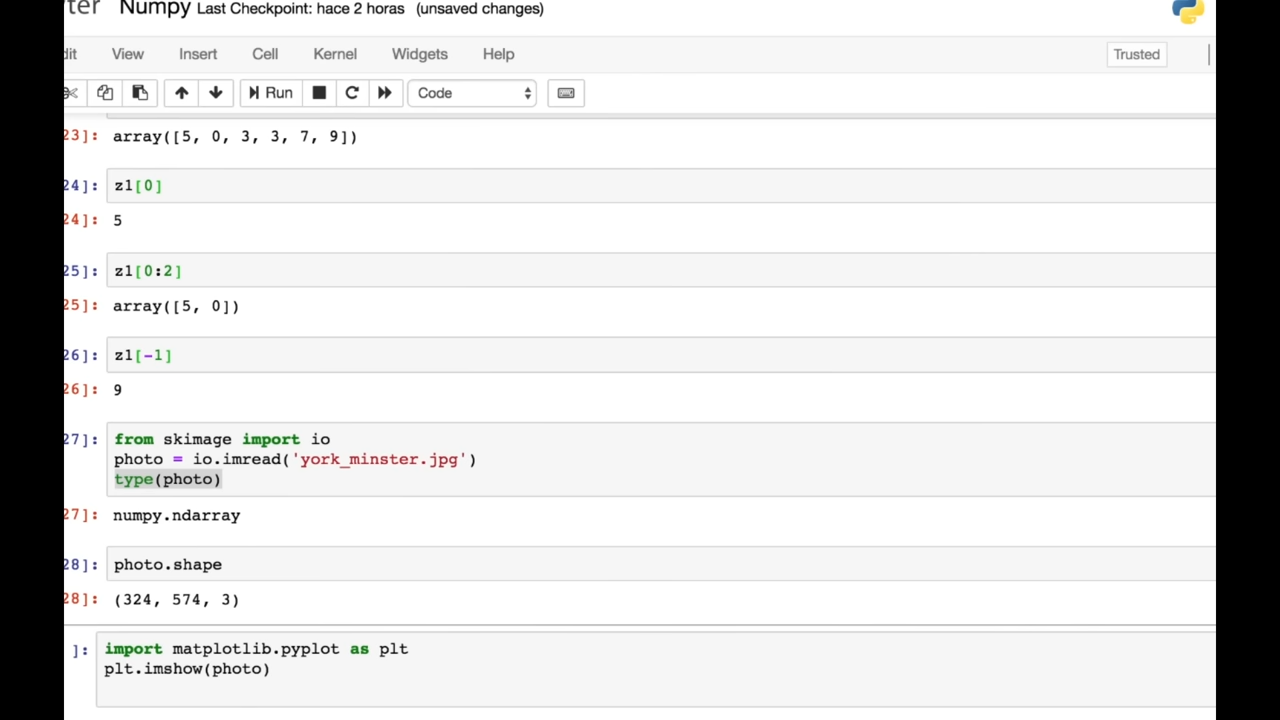 ter Numpy Last Checkpoint: hace 2 horas (unsaved changes)
dit View Insert Cell Kernel Widgets Help Trusted
Run Code
23]: array([5, 0, 3, 3, 7, 9])
24]: z1[0]
24]: 5
25]: z1[0:2]
25]: array([5, 0])
26]: z1[-1]
26]: 9
27]: from skimage import io
photo = io.imread('york_minster.jpg')
type(photo)
27]: numpy.ndarray
28]: photo.shape
28]: (324, 574, 3)
]: import matplotlib.pyplot as plt
plt.imshow(photo)